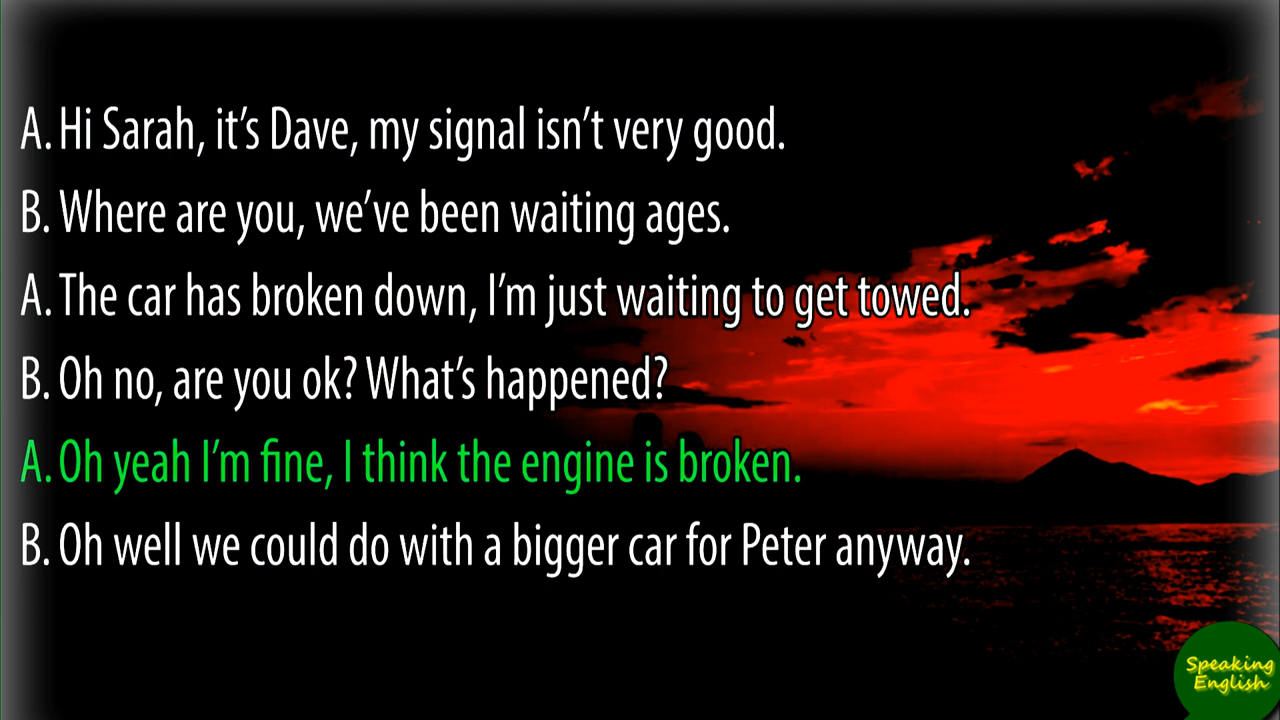 A. Hi Sarah, it’s Dave, my signal isn’t very good.
B. Where are you, we’ve been waiting ages.
A. The car has broken down, I’m just waiting to get towed.
B. Oh no, are you ok? What’s happened?
A. Oh yeah I’m fine, I think the engine is broken.
B. Oh well we could do with a bigger car for Peter anyway.
Speaking
English